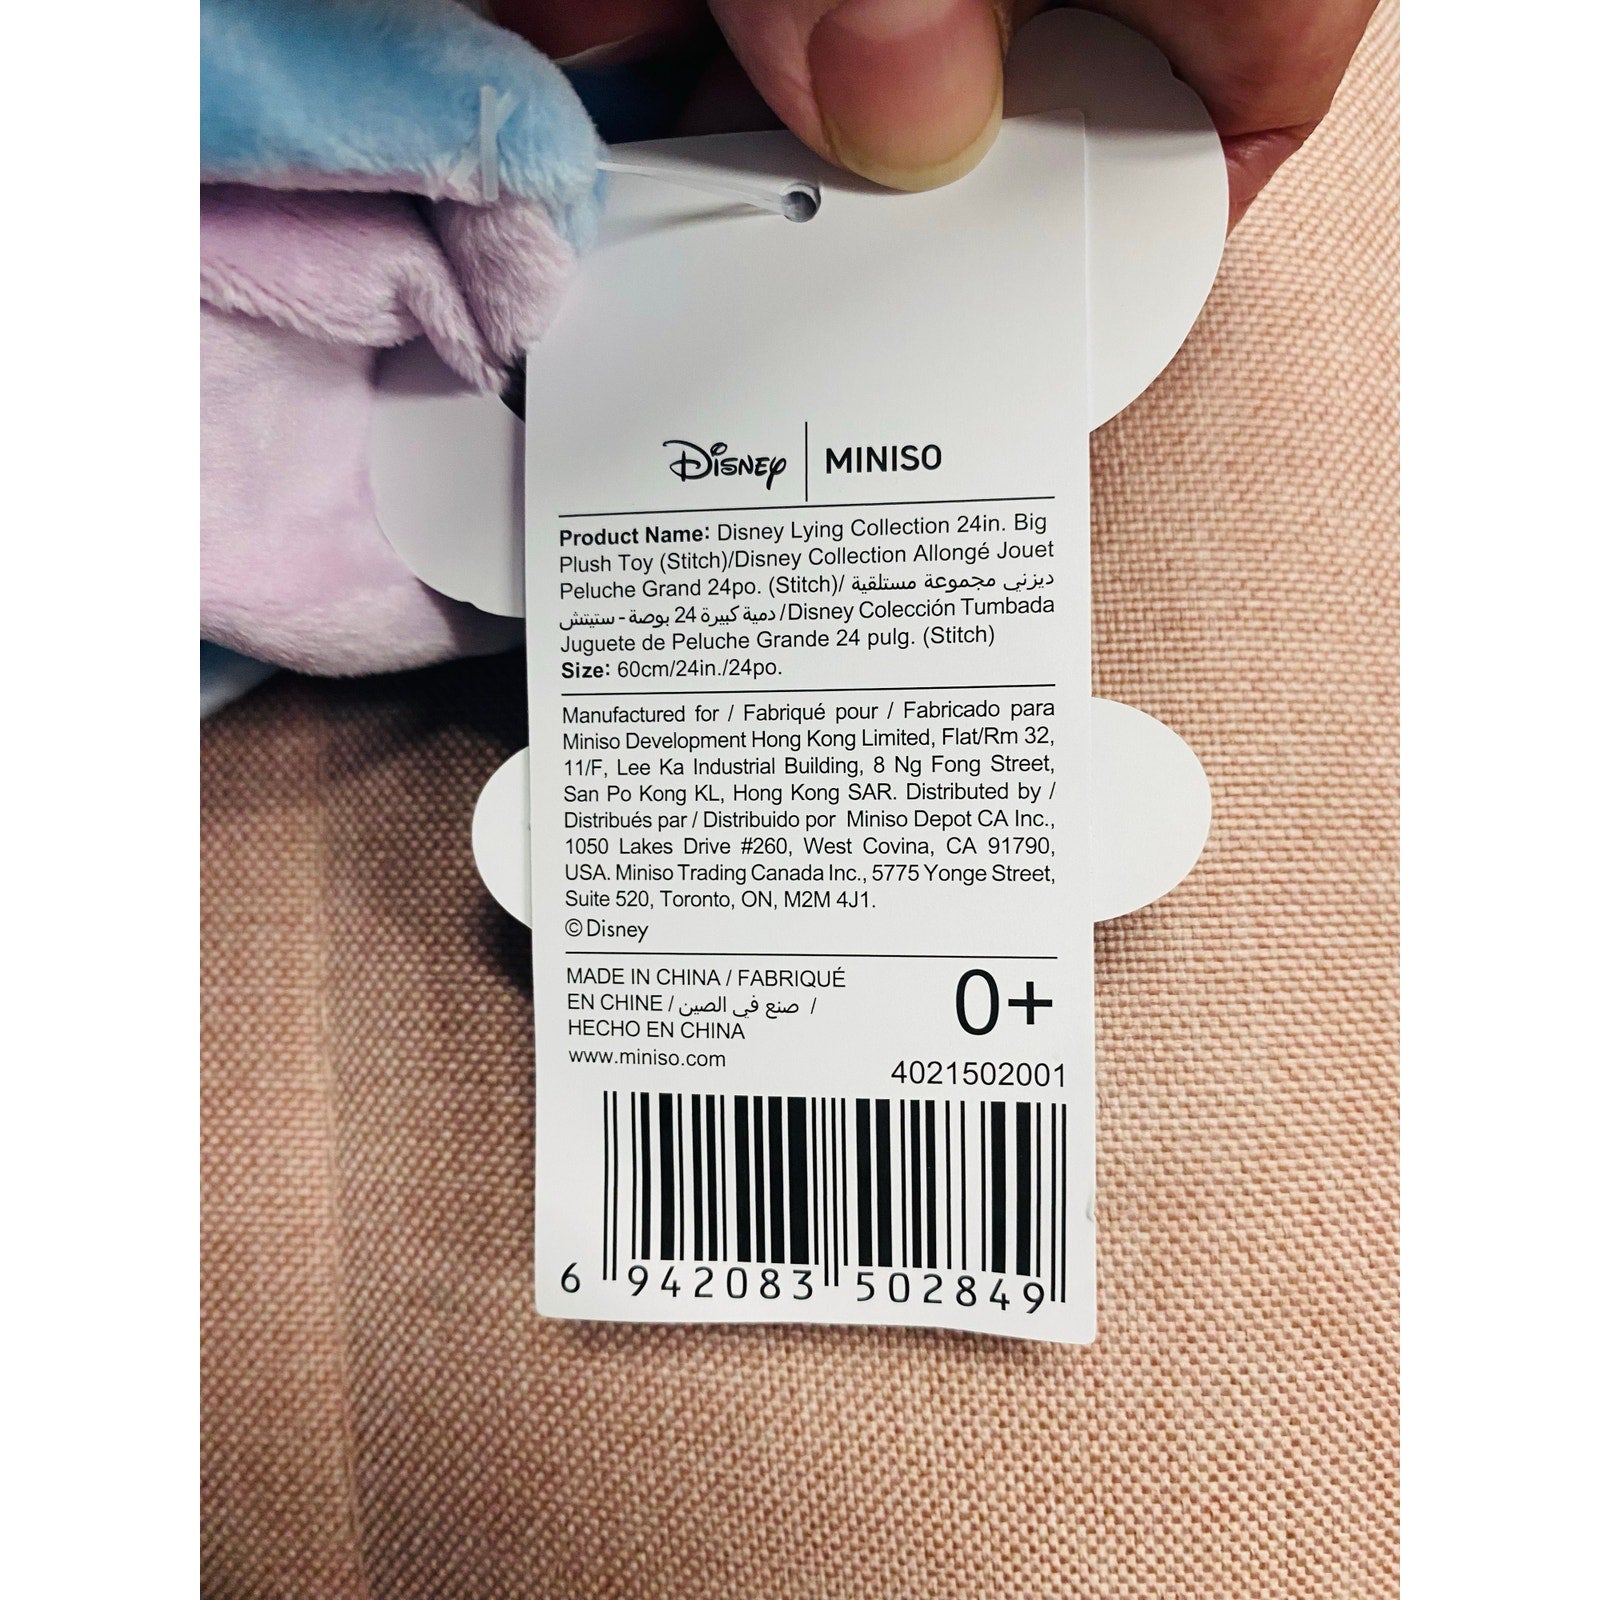 Disney | MINISO
Product Name: Disney Lying Collection 24in. Big
Plush Toy (Stitch)/Disney Collection Allongé Jouet
Peluche Grand 24po. (Stitch)/ ديزني مجموعة مستلقية
دمية كبيرة 24 بوصة - ستيتش/Disney Colección Tumbada
Juguete de Peluche Grande 24 pulg. (Stitch)
Size: 60cm/24in./24po.
Manufactured for / Fabriqué pour / Fabricado para
Miniso Development Hong Kong Limited, Flat/Rm 32,
11/F, Lee Ka Industrial Building, 8 Ng Fong Street,
San Po Kong KL, Hong Kong SAR. Distributed by /
Distribués par / Distribuido por Miniso Depot CA Inc.,
1050 Lakes Drive #260, West Covina, CA 91790,
USA. Miniso Trading Canada Inc., 5775 Yonge Street,
Suite 520, Toronto, ON, M2M 4J1.
©Disney
MADE IN CHINA / FABRIQUÉ
EN CHINE / صنع في الصين /
HECHO EN CHINA
www.miniso.com
0+
4021502001
6 942083 502849